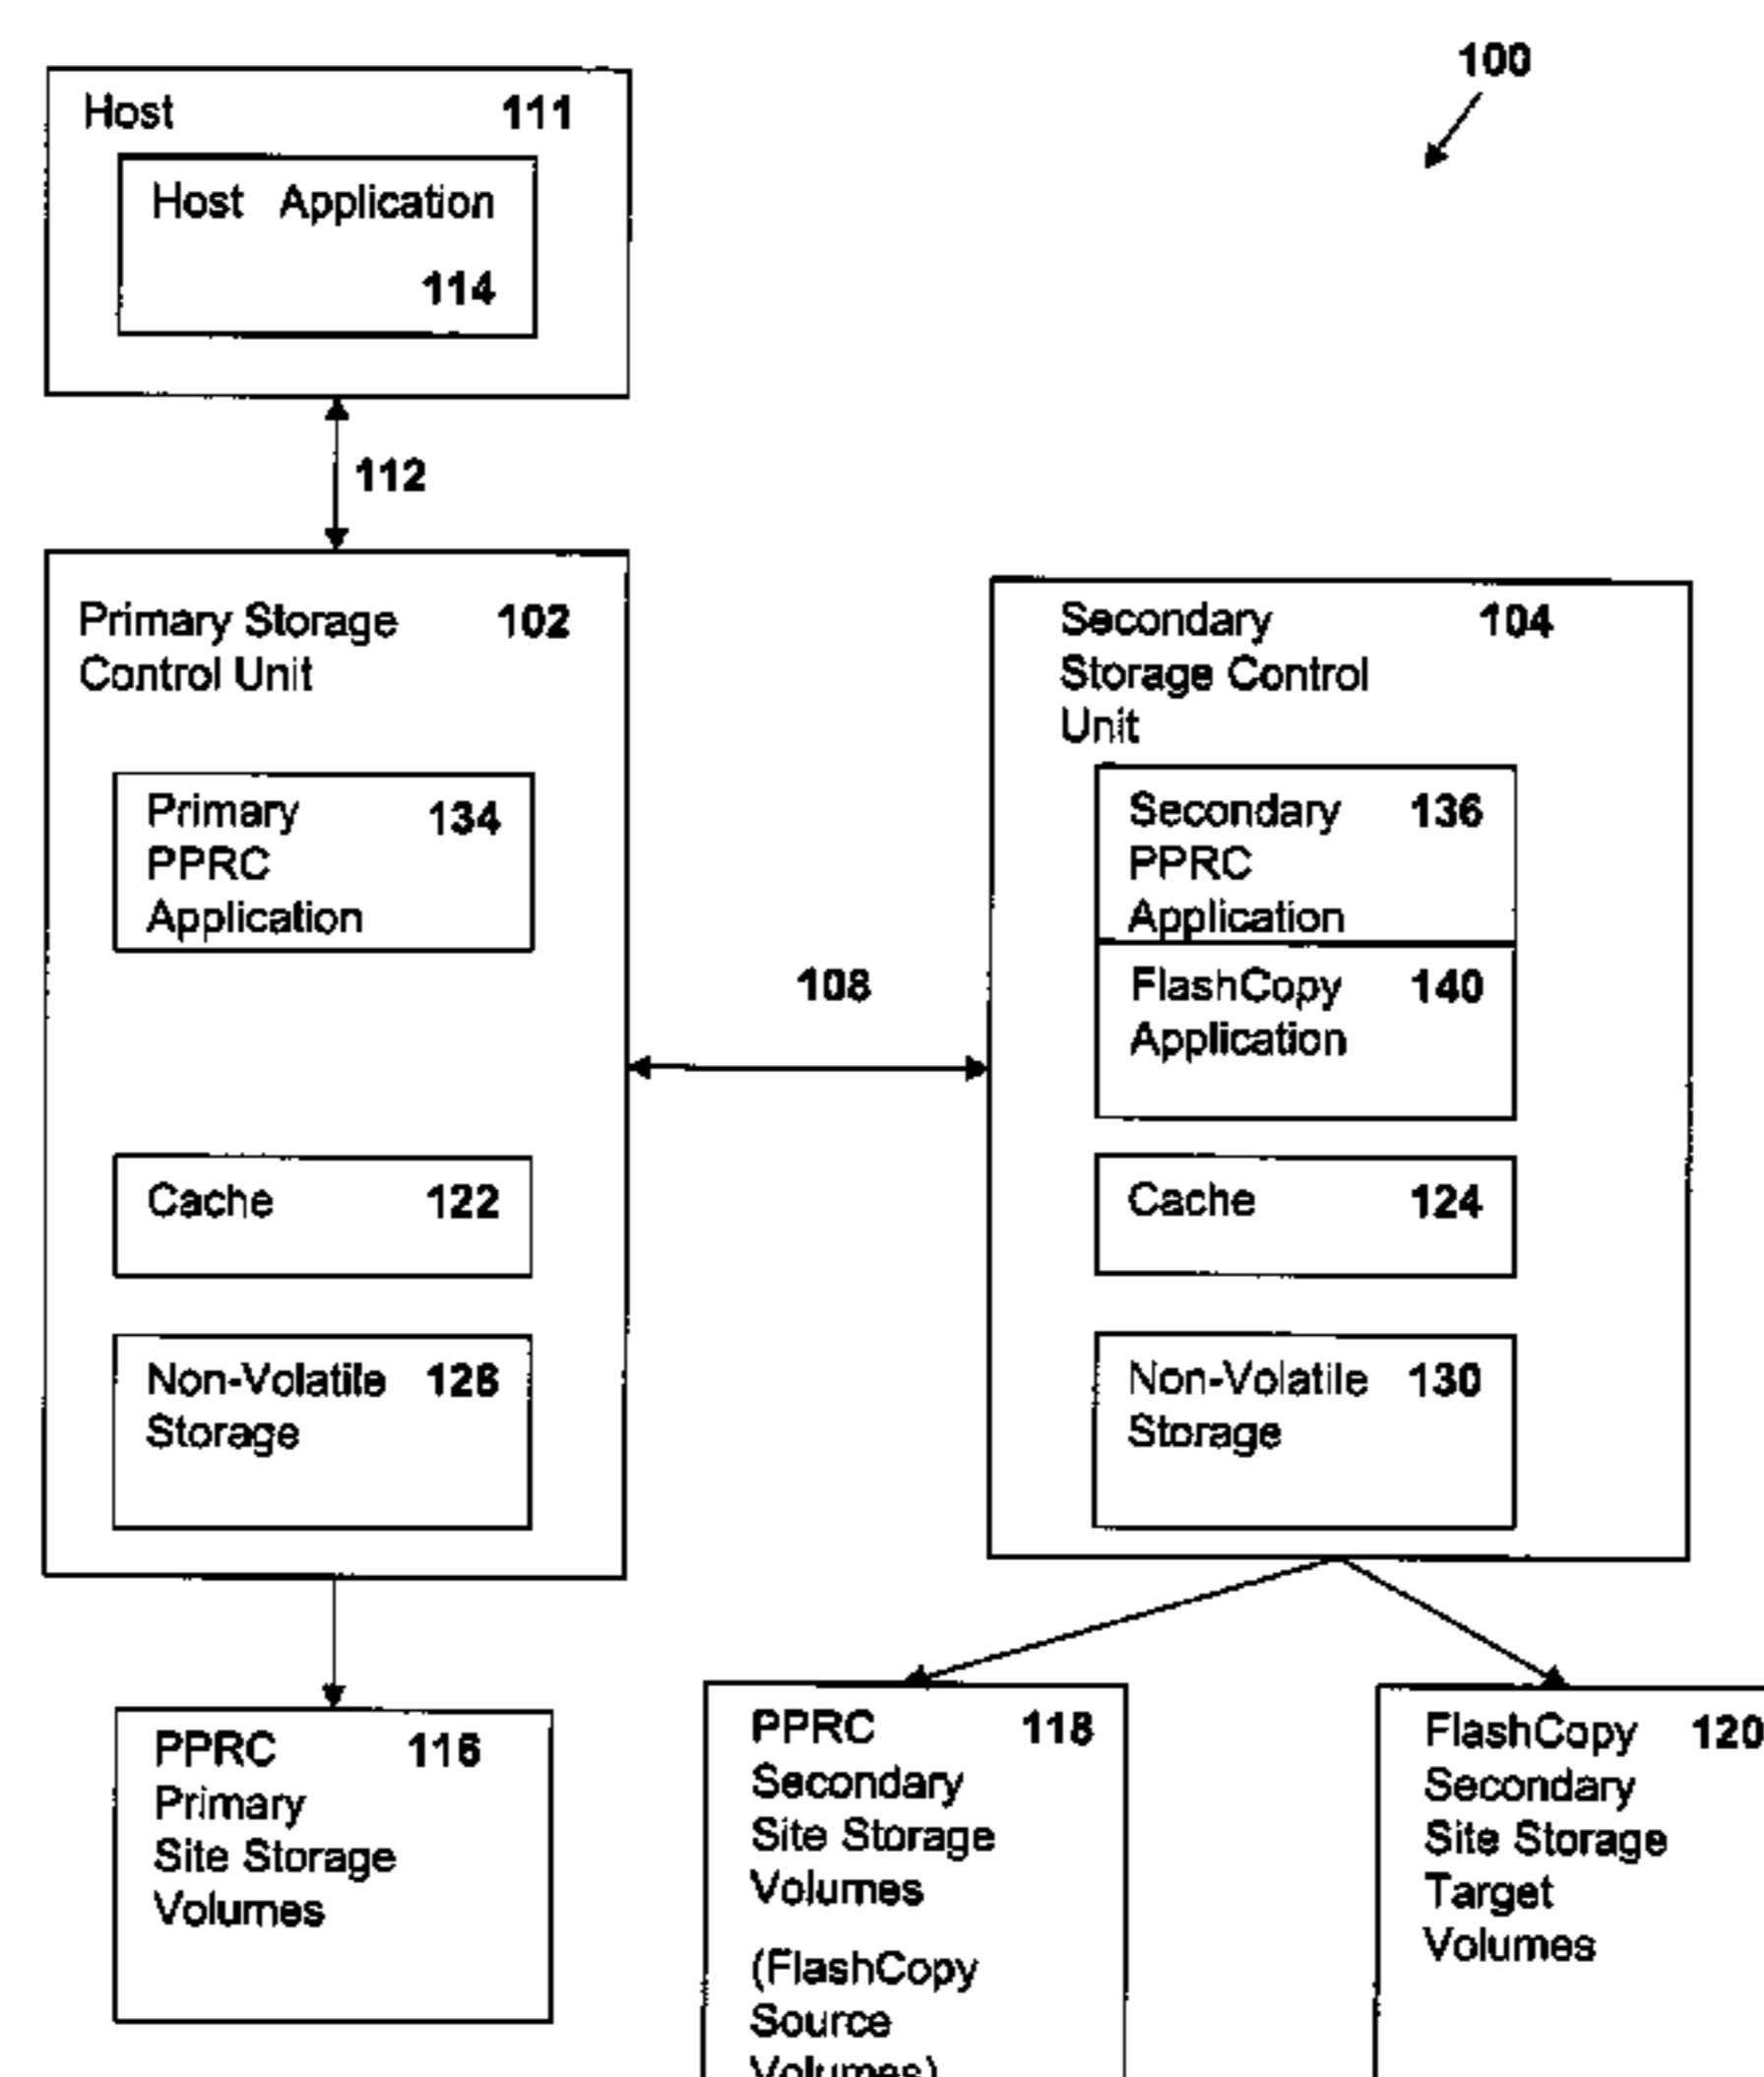 100
Host 111
Host Application
114
112
Primary Storage 102
Control Unit
Primary 134
PPRC
Application
Cache 122
Non-Volatile 128
Storage
108
Secondary 104
Storage Control
Unit
Secondary 136
PPRC
Application
FlashCopy 140
Application
Cache 124
Non-Volatile 130
Storage
PPRC 116
Primary
Site Storage
Volumes
PPRC 118
Secondary
Site Storage
Volumes
(FlashCopy
Source
Volumes)
FlashCopy 120
Secondary
Site Storage
Target
Volumes